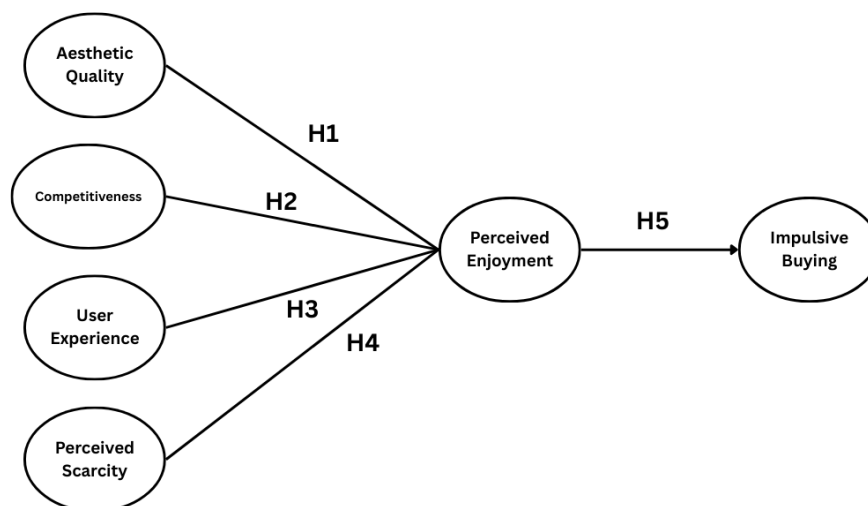 Aesthetic
Quality
H1
Competitiveness
H2
Perceived
Enjoyment
H5
Impulsive
Buying
User
Experience
H3
H4
Perceived
Scarcity